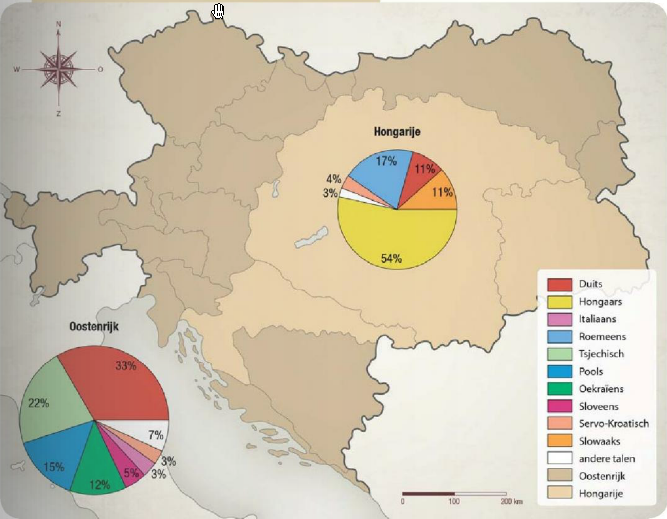 N
W
O
Z
Hongarije
17%
11%
4%
3%
11%
54%
Oostenrijk
33%
22%
7%
3%
3%
5%
15%
12%
Duits
Hongaars
Italiaans
Roemeens
Tsjechisch
Pools
Oekraïens
Sloveens
Servo-Kroatisch
Slowaaks
andere talen
Oostenrijk
Hongarije
0 100 200 km